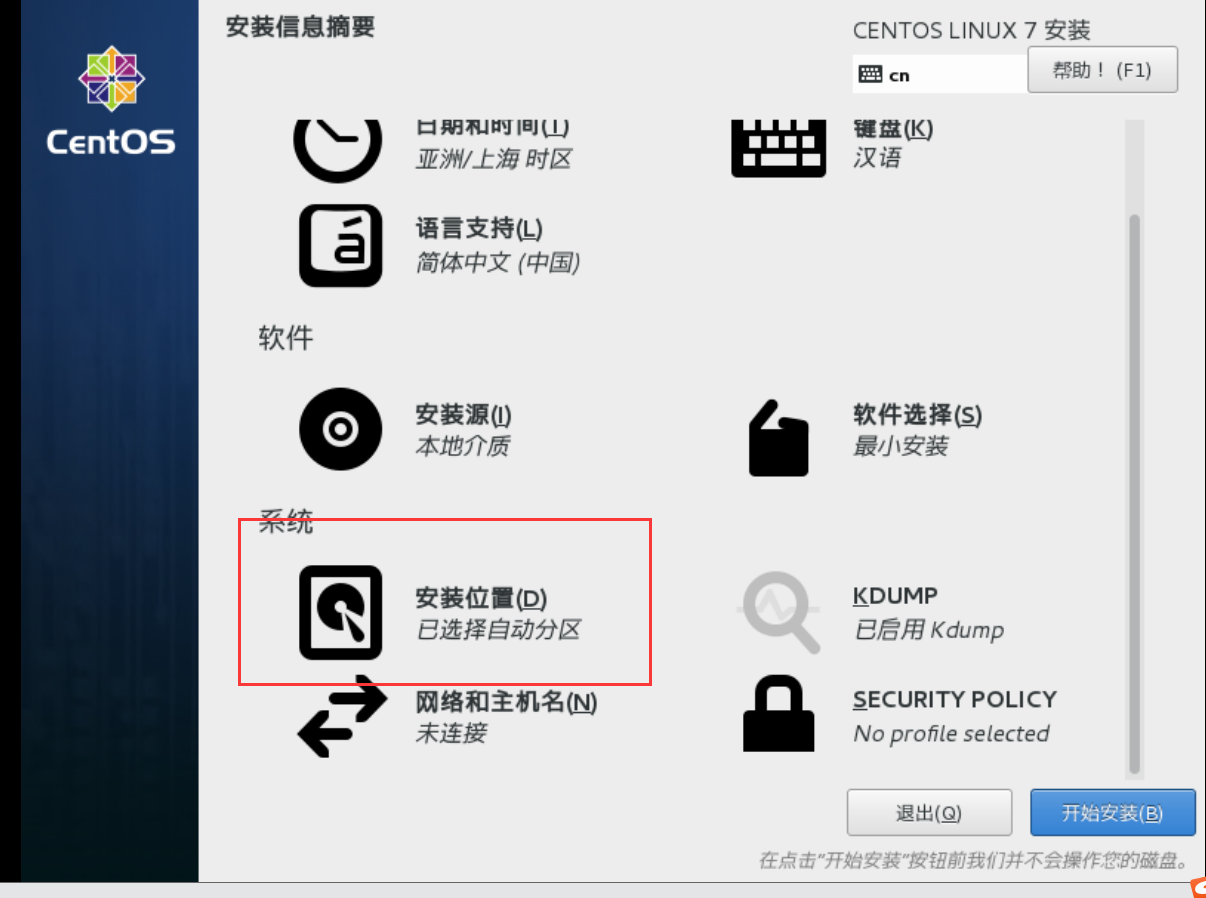 安装信息摘要
CENTOS LINUX 7 安装
cn
帮助！ (F1)
CentOS
日期和时间(T)
亚洲/上海 时区
键盘(K)
汉语
语言支持(L)
简体中文 (中国)
软件
安装源(I)
本地介质
软件选择(S)
最小安装
系统
安装位置(D)
已选择自动分区
KDUMP
已启用 Kdump
网络和主机名(N)
未连接
SECURITY POLICY
No profile selected
退出(Q)
开始安装(B)
在点击“开始安装”按钮前我们并不会操作您的磁盘。